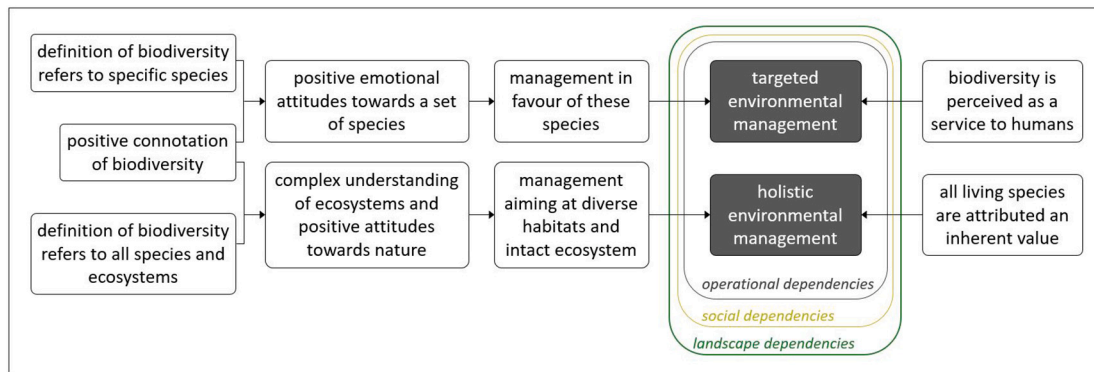 definition of biodiversity
refers to specific species
positive connotation
of biodiversity
definition of biodiversity
refers to all species and
ecosystems
positive emotional
attitudes towards a set
of species
complex understanding
of ecosystems and
positive attitudes
towards nature
management in
favour of these
species
management
aiming at diverse
habitats and
intact ecosystem
targeted
environmental
management
holistic
environmental
management
operational dependencies
social dependencies
landscape dependencies
biodiversity is
perceived as a
service to humans
all living species
are attributed an
inherent value